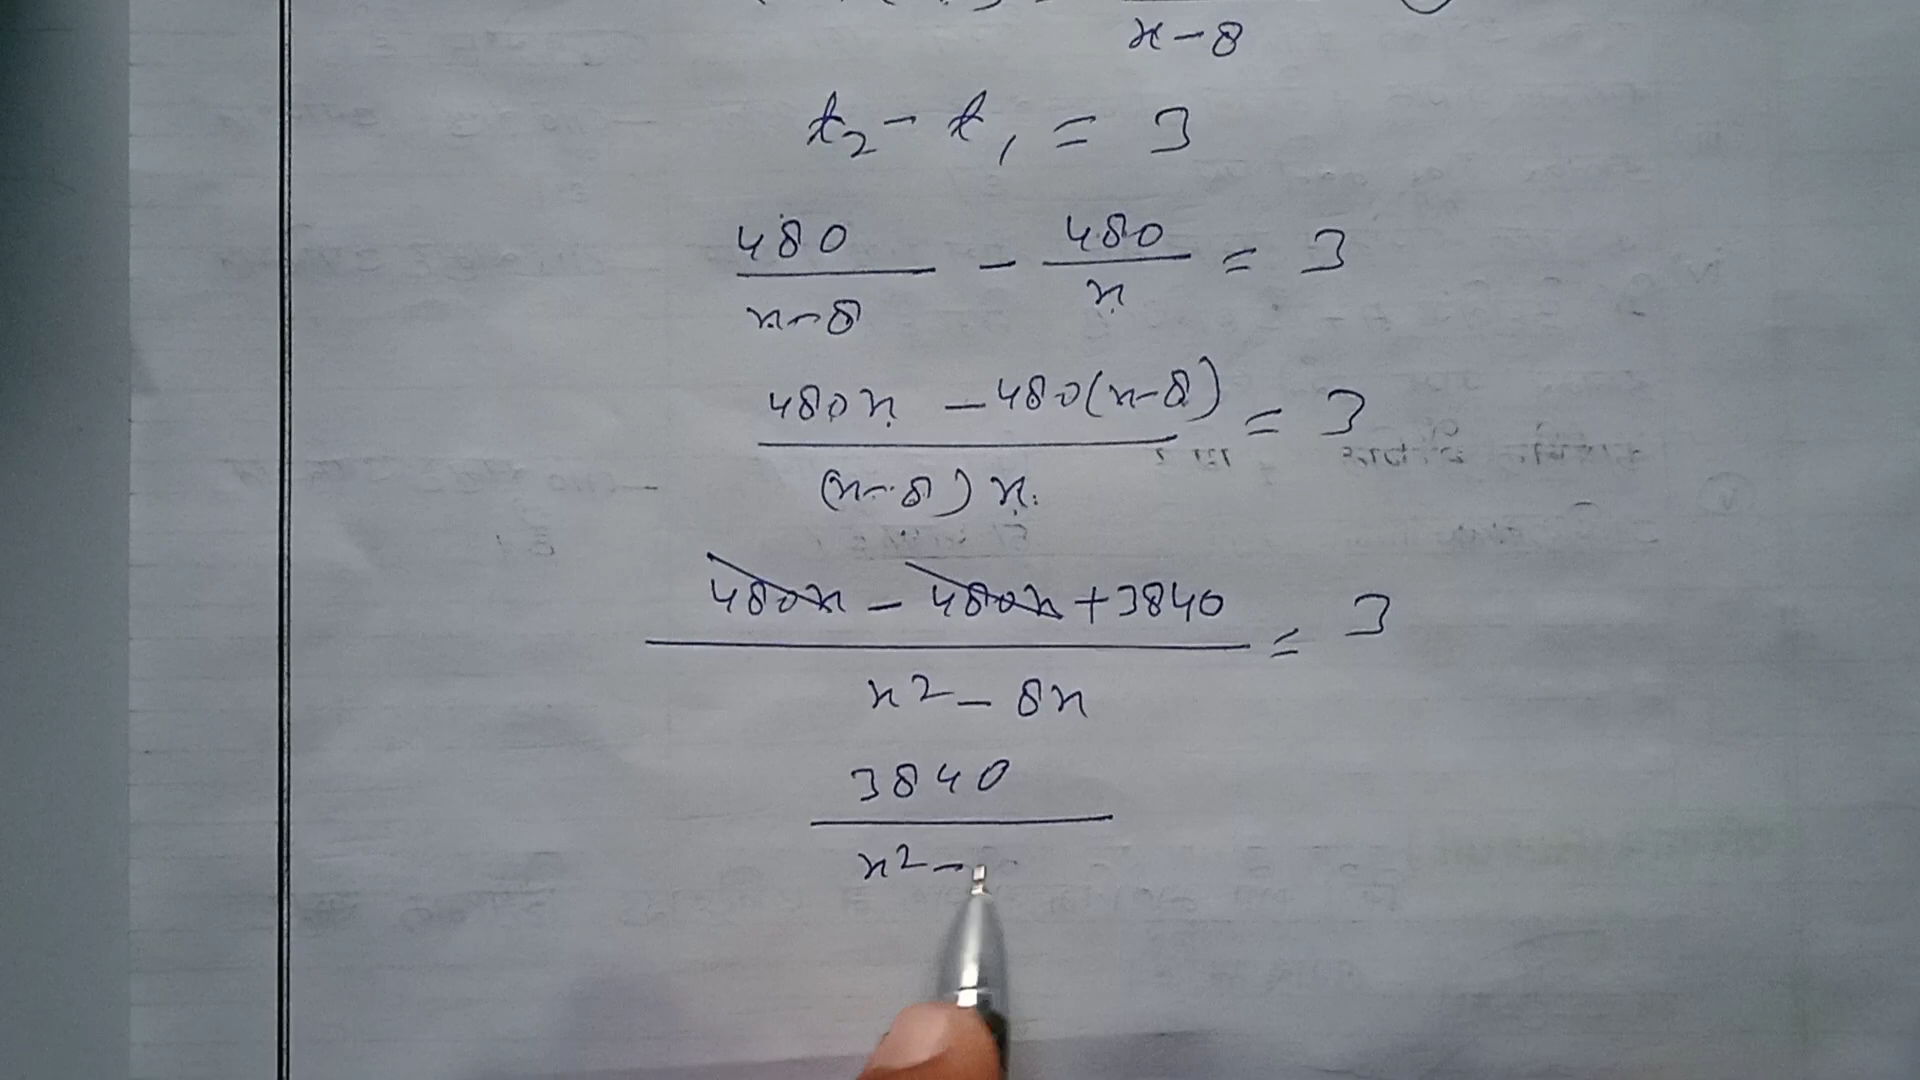 x - 8
t₂ - t₁ = 3
480/(x-8) - 480/x = 3
(480x - 480(x-8))/((x-8)x) = 3
(480x - 480x + 3840)/(x² - 8x) = 3
3840/(x² -